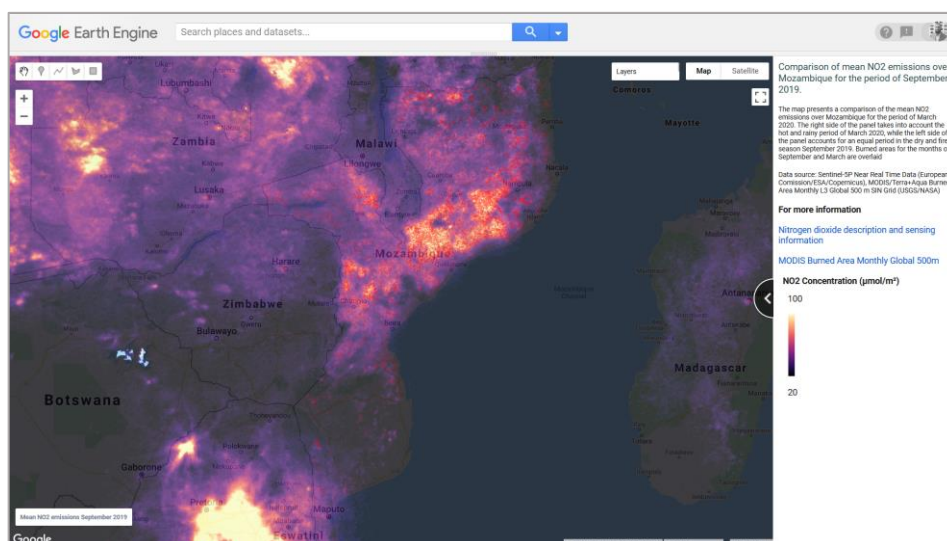 Google Earth Engine
Search places and datasets...
Layers
Map
Satellite
Comoros
Mayotte
Lubumbashi
Zambia
Malawi
Lilongwe
Lusaka
Mozambique
Harare
Zimbabwe
Bulawayo
Gweru
Beira
Antanan
Madagascar
Botswana
Polokwane
Gaborone
Pretoria
Maputo
Eswatini
Mean NO2 emissions September 2019
Google
Comparison of mean NO2 emissions ove
Mozambique for the period of September
2019.
The map presents a comparison of the mean NO2
emissions over Mozambique for the period of March
2020. The right side of the panel takes into account the
hot and rainy period of March 2020, while the left side of
the panel accounts for an equal period in the dry and fire
season September 2019. Burned areas for the months o
September and March are overlaid
Data source: Sentinel-5P Near Real Time Data (European
Comission/ESA/Copernicus), MODIS/Terra+Aqua Burne
Area Monthly L3 Global 500 m SIN Grid (USGS/NASA)
For more information
Nitrogen dioxide description and sensing
information
MODIS Burned Area Monthly Global 500m
NO2 Concentration (μmol/m²)
100
20